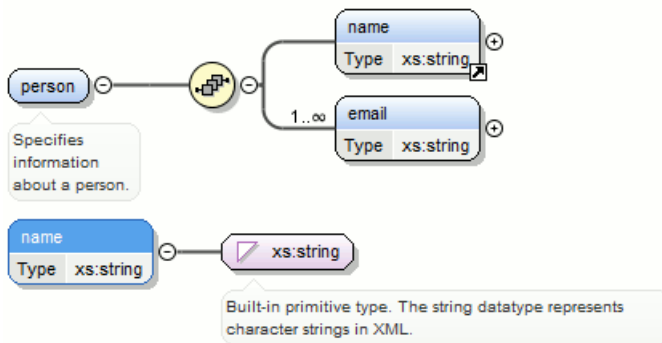 name
Type xs:string
person
1..∞
email
Type xs:string
Specifies
information
about a person.
name
Type xs:string
xs:string
Built-in primitive type. The string datatype represents
character strings in XML.